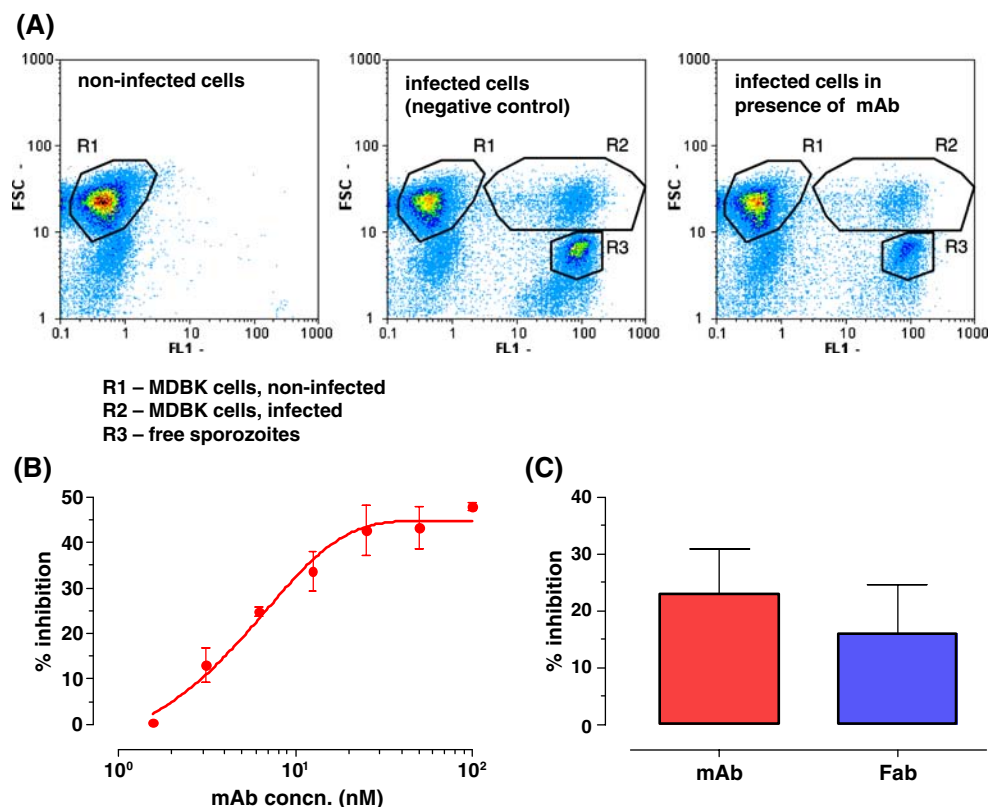 (A)
non-infected cells
infected cells
(negative control)
infected cells in
presence of mAb
1000
100
10
1
FSC -
R1
0.1 1 10 100 1000
FL1 -
1000
100
10
1
FSC -
R1
R2
R3
0.1 1 10 100 1000
FL1 -
1000
100
10
1
FSC -
R1
R2
R3
0.1 1 10 100 1000
FL1 -
R1 – MDBK cells, non-infected
R2 – MDBK cells, infected
R3 – free sporozoites
(B)
% inhibition
50
40
30
20
10
0
10⁰ 10¹ 10²
mAb concn. (nM)
(C)
% inhibition
40
30
20
10
0
mAb Fab